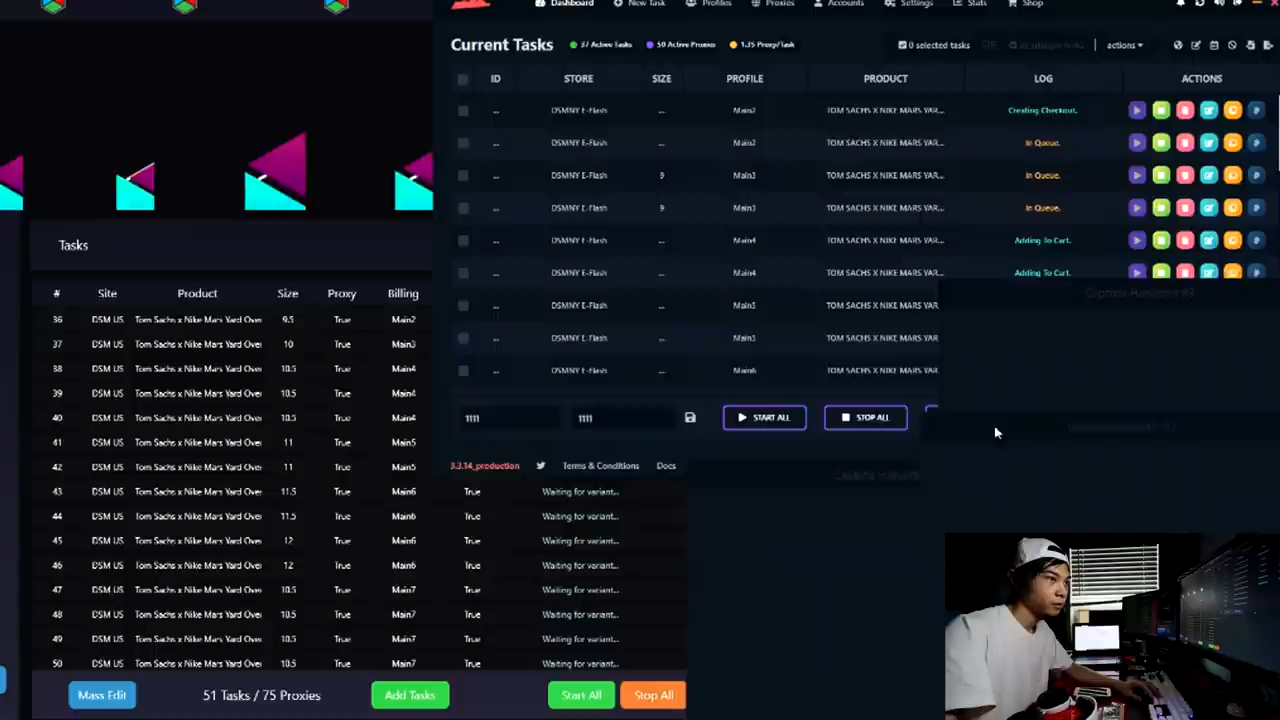 Dashboard New Task Profiles Proxies Accounts Settings Stats Shop
Current Tasks 37 Active Tasks 50 Active Proxies 1.35 Proxy/Task 0 selected tasks actions
ID STORE SIZE PROFILE PRODUCT LOG ACTIONS
... DSMNY E-Flash ... Main2 TOM SACHS X NIKE MARS YAR... Creating Checkout.
... DSMNY E-Flash ... Main2 TOM SACHS X NIKE MARS YAR... In Queue.
... DSMNY E-Flash 9 Main3 TOM SACHS X NIKE MARS YAR... In Queue.
... DSMNY E-Flash 9 Main3 TOM SACHS X NIKE MARS YAR... In Queue.
... DSMNY E-Flash ... Main4 TOM SACHS X NIKE MARS YAR... Adding To Cart.
... DSMNY E-Flash ... Main4 TOM SACHS X NIKE MARS YAR... Adding To Cart.
... DSMNY E-Flash ... Main5 TOM SACHS X NIKE MARS YAR
... DSMNY E-Flash ... Main5 TOM SACHS X NIKE MARS YAR
... DSMNY E-Flash ... Main6 TOM SACHS X NIKE MARS YAR
1111 1111 START ALL STOP ALL
3.3.14_production Terms & Conditions Docs
Tasks
# Site Product Size Proxy Billing
36 DSM US Tom Sachs x Nike Mars Yard Over 9.5 True Main2
37 DSM US Tom Sachs x Nike Mars Yard Over 10 True Main3
38 DSM US Tom Sachs x Nike Mars Yard Over 10.5 True Main4
39 DSM US Tom Sachs x Nike Mars Yard Over 10.5 True Main4
40 DSM US Tom Sachs x Nike Mars Yard Over 10.5 True Main4
41 DSM US Tom Sachs x Nike Mars Yard Over 11 True Main5
42 DSM US Tom Sachs x Nike Mars Yard Over 11 True Main5
43 DSM US Tom Sachs x Nike Mars Yard Over 11.5 True Main6 True Waiting for variant...
44 DSM US Tom Sachs x Nike Mars Yard Over 11.5 True Main6 True Waiting for variant...
45 DSM US Tom Sachs x Nike Mars Yard Over 12 True Main6 True Waiting for variant...
46 DSM US Tom Sachs x Nike Mars Yard Over 12 True Main6 True Waiting for variant...
47 DSM US Tom Sachs x Nike Mars Yard Over 10.5 True Main7 True Waiting for variant...
48 DSM US Tom Sachs x Nike Mars Yard Over 10.5 True Main7 True Waiting for variant...
49 DSM US Tom Sachs x Nike Mars Yard Over 10.5 True Main7 True Waiting for variant...
50 DSM US Tom Sachs x Nike Mars Yard Over 10.5 True Main7 True Waiting for variant...
Mass Edit 51 Tasks / 75 Proxies Add Tasks Start All Stop All